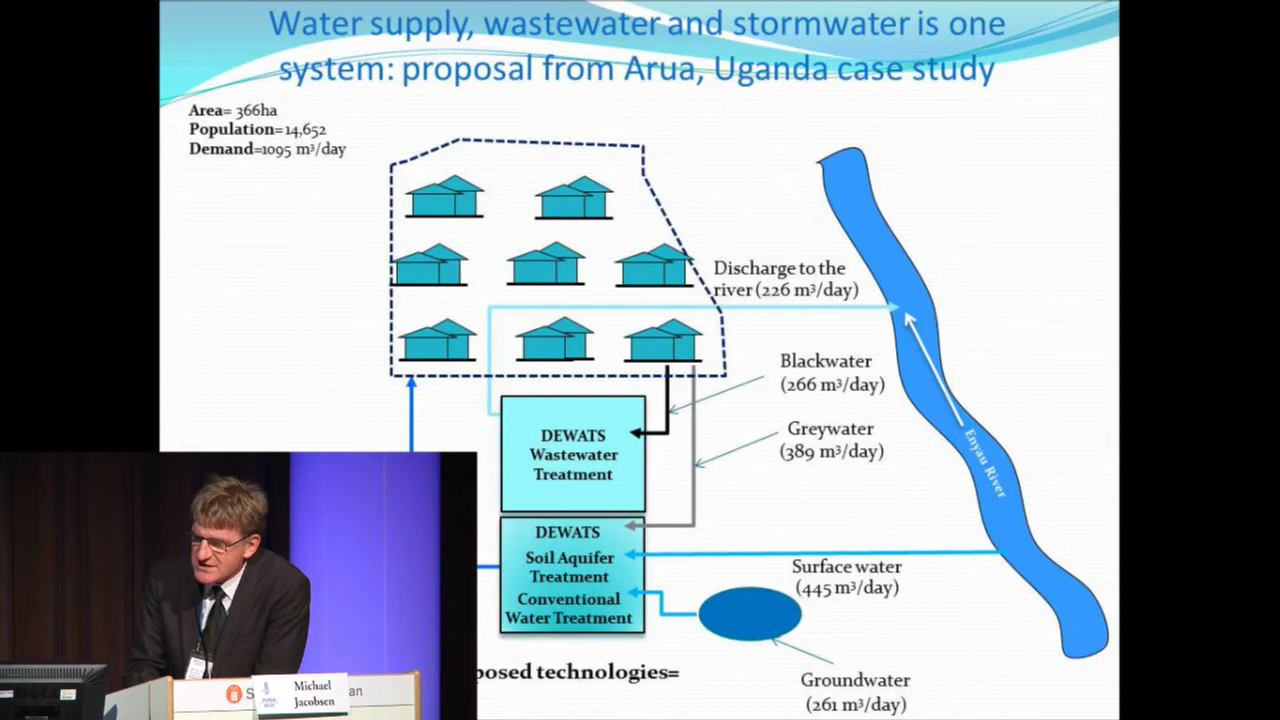 Water supply, wastewater and stormwater is one
system: proposal from Arua, Uganda case study
Area= 366ha
Population=14,652
Demand=1095 m³/day
Discharge to the
river (226 m³/day)
Blackwater
(266 m³/day)
Greywater
(389 m³/day)
Enyau River
DEWATS
Wastewater
Treatment
DEWATS
Soil Aquifer
Treatment
Conventional
Water Treatment
Surface water
(445 m³/day)
posed technologies=
Groundwater
(261 m³/day)
Michael
Jacobsen